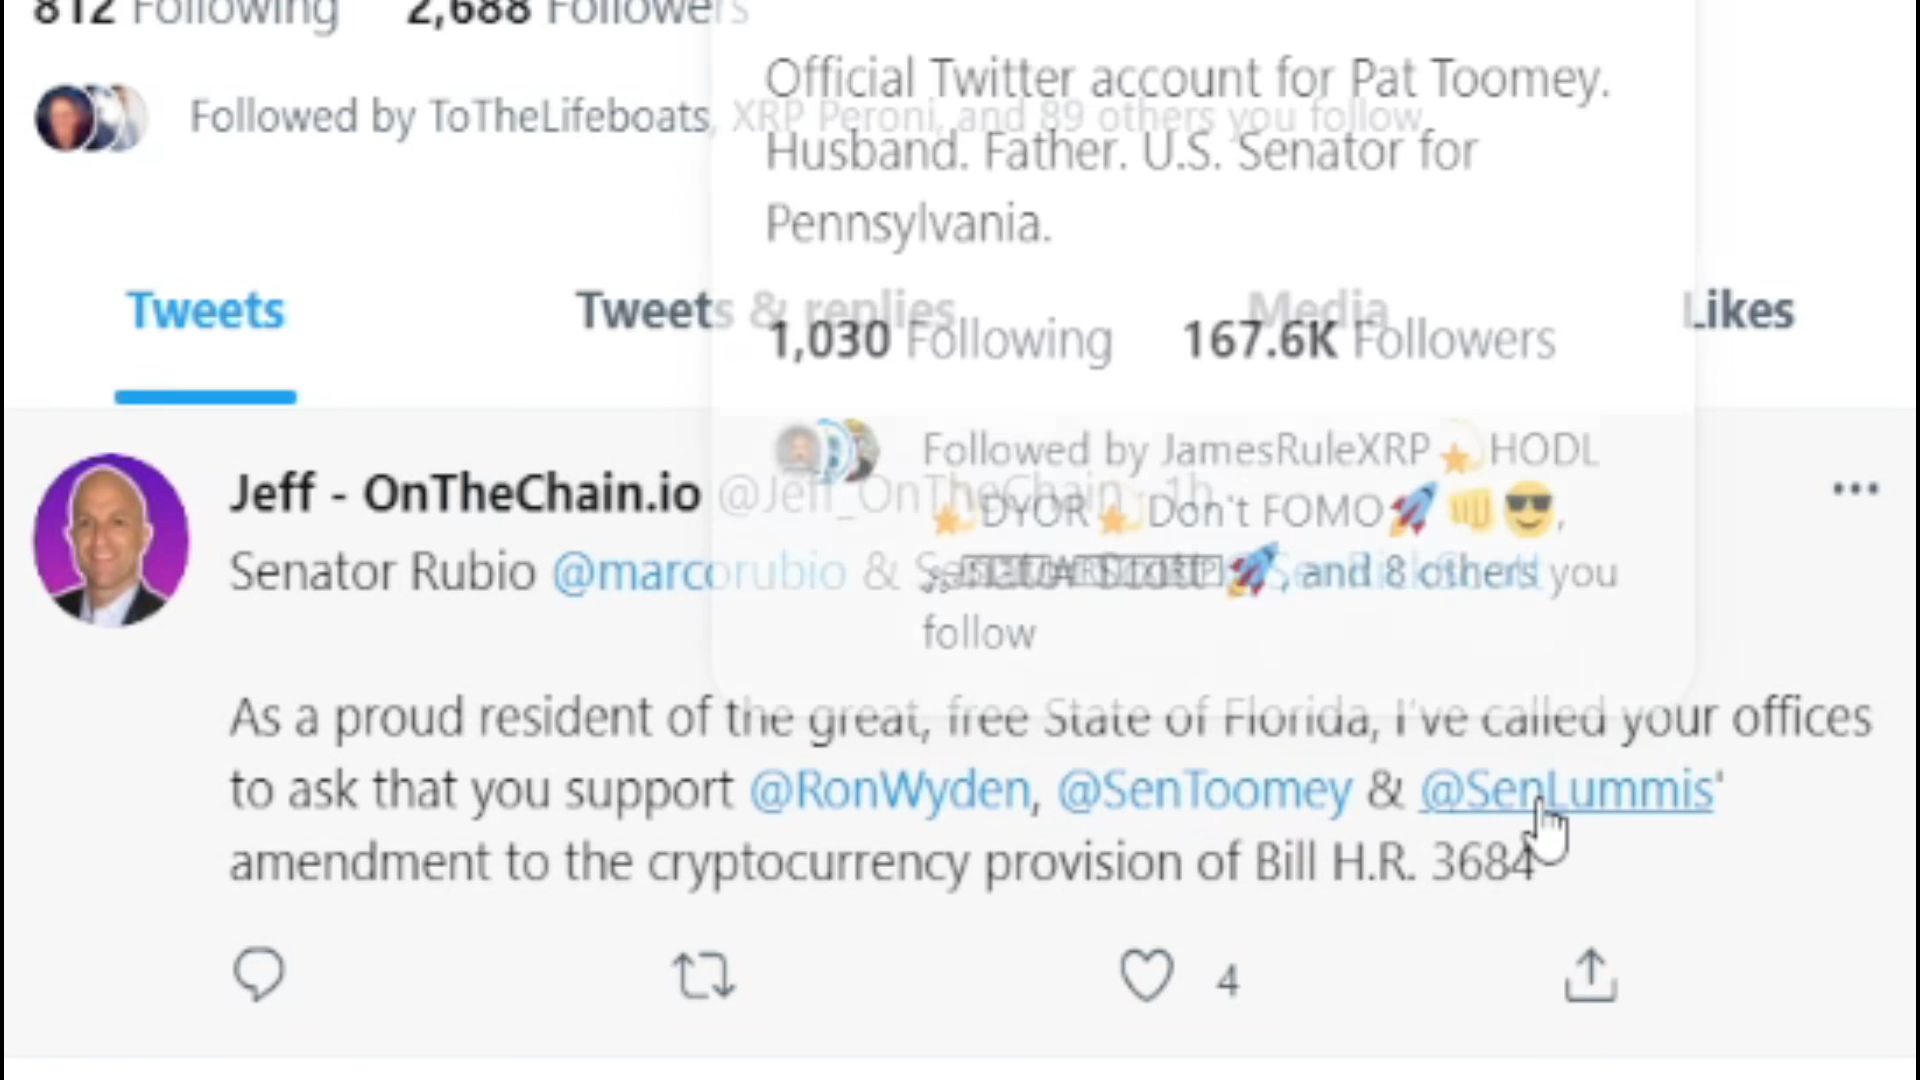 812 Following 2,688 Followers
Followed by ToTheLifeboats, XRP Peroni, and 89 others you follow
Official Twitter account for Pat Toomey.
Husband. Father. U.S. Senator for
Pennsylvania.
Tweets Tweets & replies Media Likes
1,030 Following 167.6K Followers
Followed by JamesRuleXRP💫HODL
💫DYOR💫Don't FOMO🚀👊😎,
🚀, and 8 others you
follow
Jeff - OnTheChain.io @Jeff_OnTheChain · 1h
Senator Rubio @marcorubio & Senator Scott
As a proud resident of the great, free State of Florida, I've called your offices
to ask that you support @RonWyden, @SenToomey & @SenLummis'
amendment to the cryptocurrency provision of Bill H.R. 3684
4